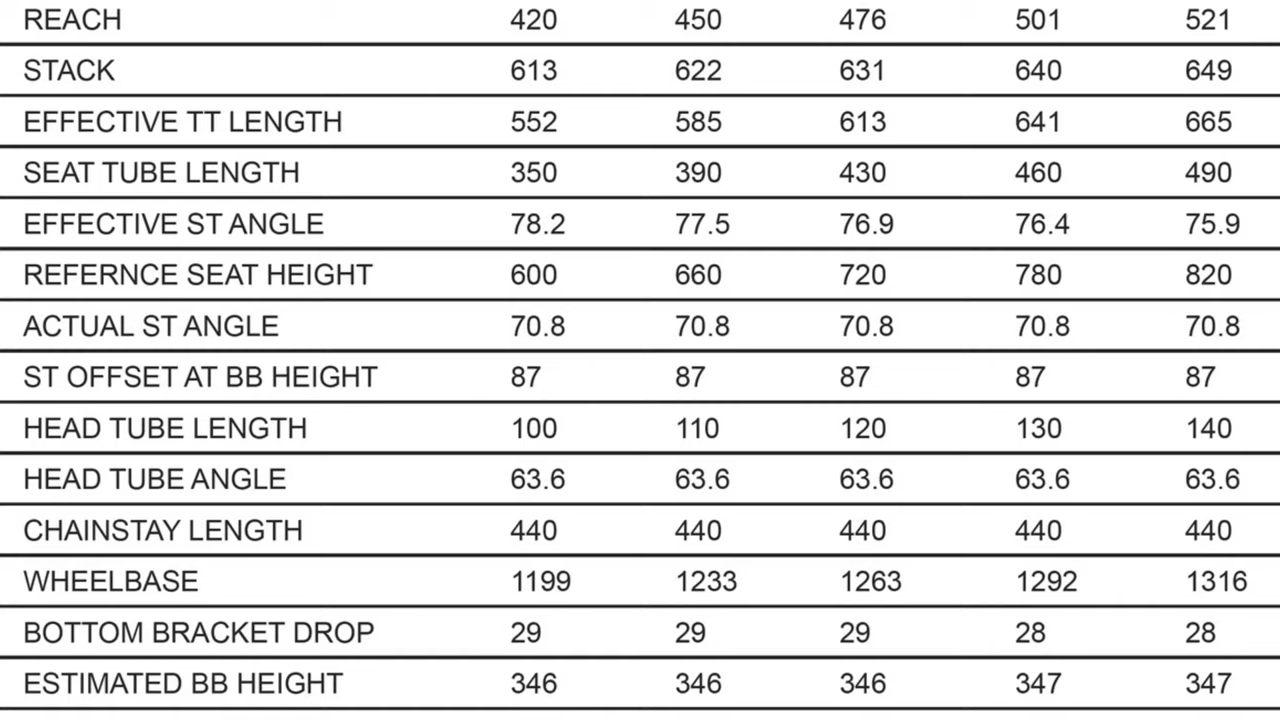 REACH 420 450 476 501 521
STACK 613 622 631 640 649
EFFECTIVE TT LENGTH 552 585 613 641 665
SEAT TUBE LENGTH 350 390 430 460 490
EFFECTIVE ST ANGLE 78.2 77.5 76.9 76.4 75.9
REFERNCE SEAT HEIGHT 600 660 720 780 820
ACTUAL ST ANGLE 70.8 70.8 70.8 70.8 70.8
ST OFFSET AT BB HEIGHT 87 87 87 87 87
HEAD TUBE LENGTH 100 110 120 130 140
HEAD TUBE ANGLE 63.6 63.6 63.6 63.6 63.6
CHAINSTAY LENGTH 440 440 440 440 440
WHEELBASE 1199 1233 1263 1292 1316
BOTTOM BRACKET DROP 29 29 29 28 28
ESTIMATED BB HEIGHT 346 346 346 347 347